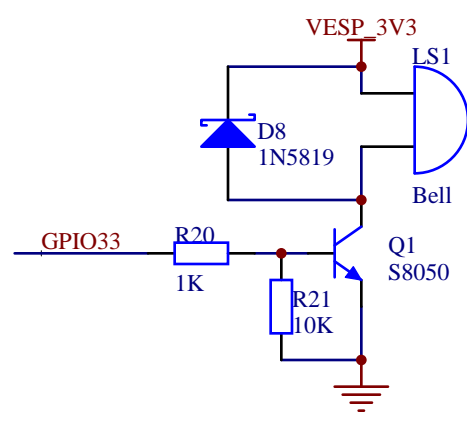 VESP_3V3
LS1
D8
1N5819
Bell
GPIO33
R20
1K
Q1
S8050
R21
10K